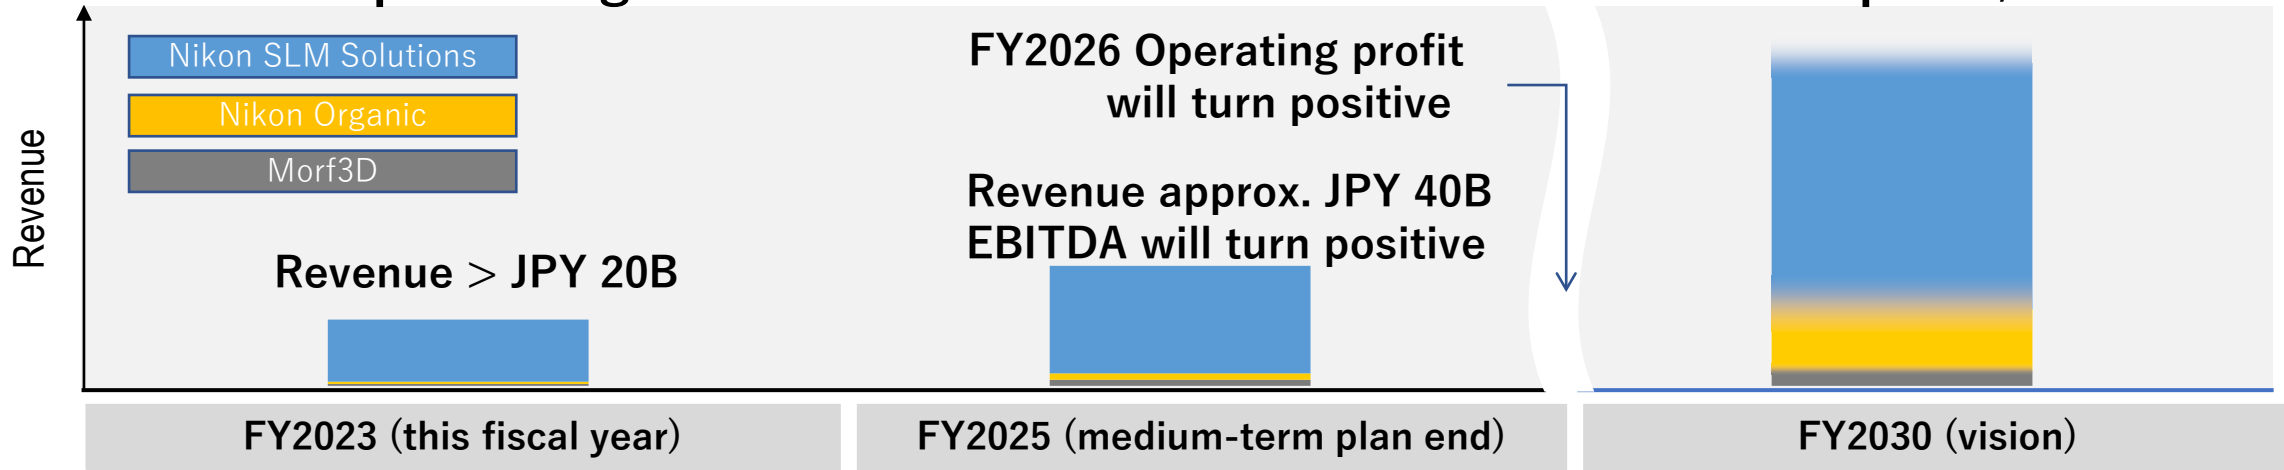 Nikon SLM Solutions
Nikon Organic
Morf3D
Revenue
FY2026 Operating profit
will turn positive
Revenue approx. JPY 40B
EBITDA will turn positive
Revenue > JPY 20B
FY2023 (this fiscal year)
FY2025 (medium-term plan end)
FY2030 (vision)